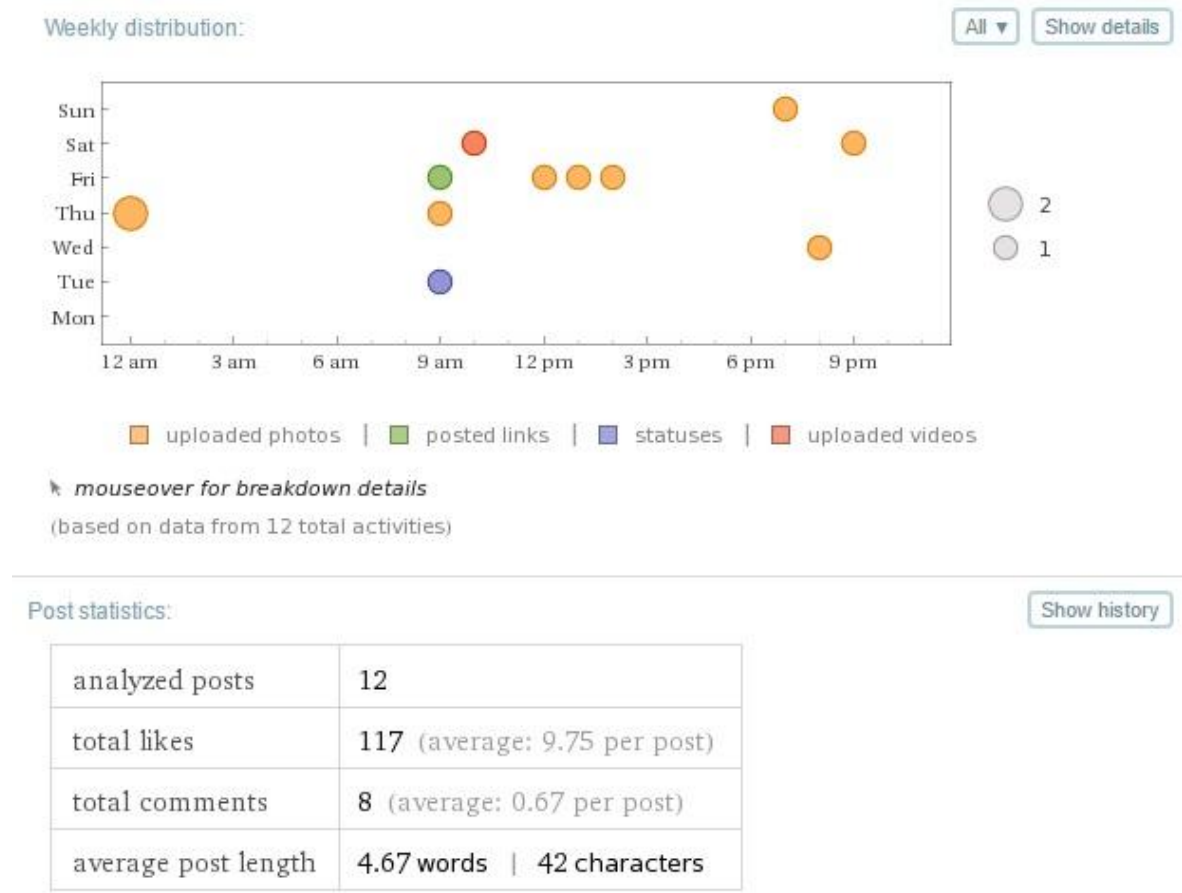 Weekly distribution:
All ▼
Show details
Sun
Sat
Fri
Thu
Wed
Tue
Mon
2
1
12 am 3 am 6 am 9 am 12 pm 3 pm 6 pm 9 pm
uploaded photos | posted links | statuses | uploaded videos
mouseover for breakdown details
(based on data from 12 total activities)
Post statistics:
Show history
analyzed posts 12
total likes 117 (average: 9.75 per post)
total comments 8 (average: 0.67 per post)
average post length 4.67 words | 42 characters